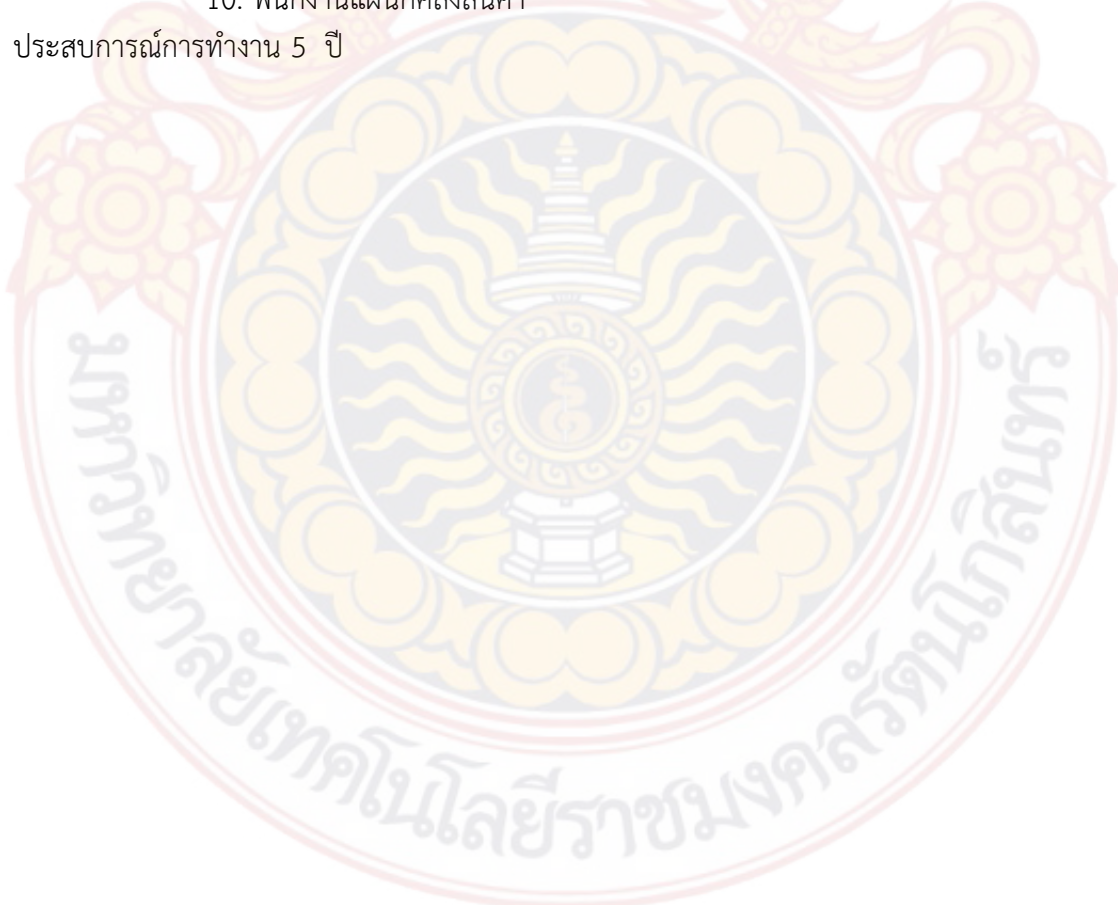 10. พนักงานแผนกคลังสินค้า
ประสบการณ์การทำงาน 5 ปี
มหาวิทยาลัยเทคโนโลยีราชมงคลรัตนโกสินทร์